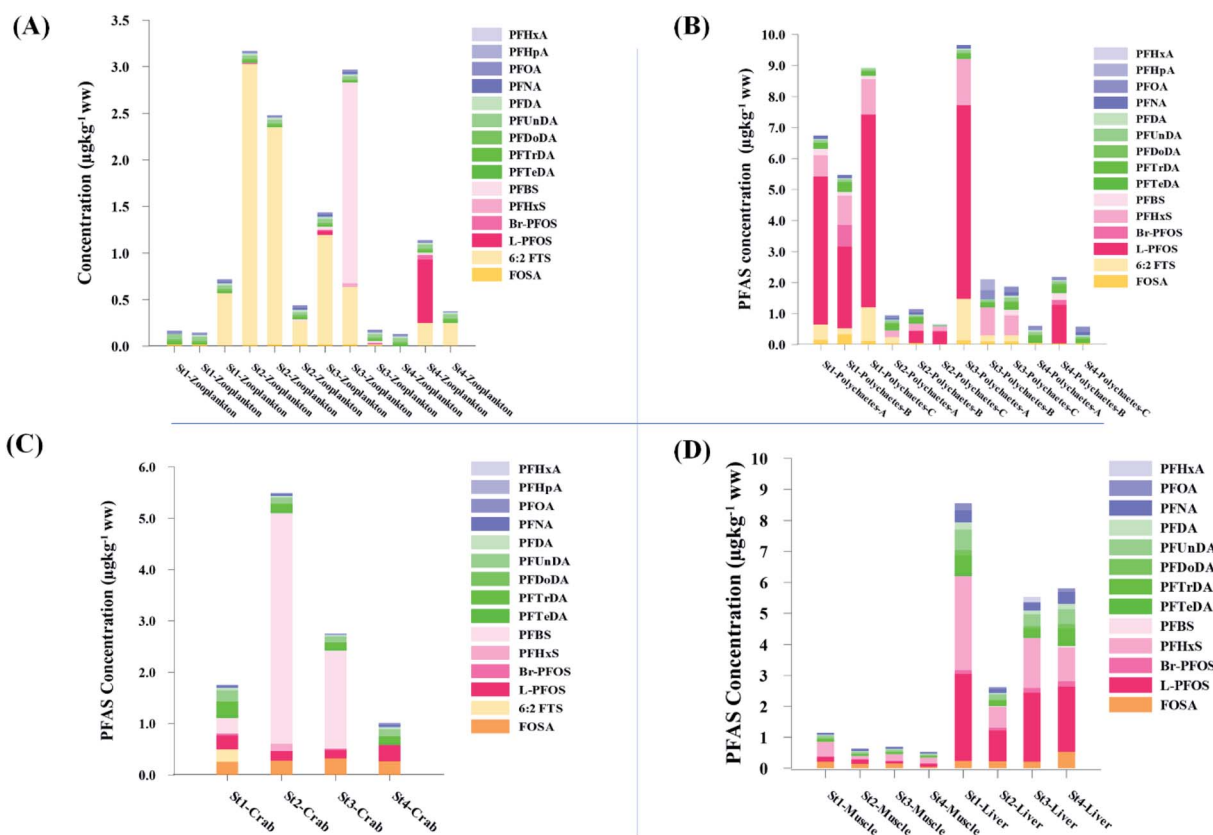 (A)
Concentration (µgkg⁻¹ ww)
3.5
3.0
2.5
2.0
1.5
1.0
0.5
0.0
St1-Zooplankton
St1-Zooplankton
St1-Zooplankton
St2-Zooplankton
St2-Zooplankton
St2-Zooplankton
St3-Zooplankton
St3-Zooplankton
St3-Zooplankton
St4-Zooplankton
St4-Zooplankton
St4-Zooplankton
PFHxA
PFHpA
PFOA
PFNA
PFDA
PFUnDA
PFDoDA
PFTrDA
PFTeDA
PFBS
PFHxS
Br-PFOS
L-PFOS
6:2 FTS
FOSA
(B)
PFAS concentration (µgkg⁻¹ ww)
10.0
9.0
8.0
7.0
6.0
5.0
4.0
3.0
2.0
1.0
0.0
St1-Polychaetes-A
St1-Polychaetes-B
St1-Polychaetes-C
St2-Polychaetes-A
St2-Polychaetes-B
St2-Polychaetes-C
St3-Polychaetes-A
St3-Polychaetes-B
St3-Polychaetes-C
St4-Polychaetes-A
St4-Polychaetes-B
St4-Polychaetes-C
PFHxA
PFHpA
PFOA
PFNA
PFDA
PFUnDA
PFDoDA
PFTrDA
PFTeDA
PFBS
PFHxS
Br-PFOS
L-PFOS
6:2 FTS
FOSA
(C)
PFAS Concentration (µgkg⁻¹ ww)
6.0
5.0
4.0
3.0
2.0
1.0
0.0
St1-Crab
St2-Crab
St3-Crab
St4-Crab
PFHxA
PFHpA
PFOA
PFNA
PFDA
PFUnDA
PFDoDA
PFTrDA
PFTeDA
PFBS
PFHxS
Br-PFOS
L-PFOS
6:2 FTS
FOSA
(D)
PFAS Concentration (µgkg⁻¹ ww)
10
9
8
7
6
5
4
3
2
1
0
St1-Muscle
St2-Muscle
St3-Muscle
St4-Muscle
St1-Liver
St2-Liver
St3-Liver
St4-Liver
PFHxA
PFOA
PFNA
PFDA
PFUnDA
PFDoDA
PFTrDA
PFTeDA
PFBS
PFHxS
Br-PFOS
L-PFOS
FOSA